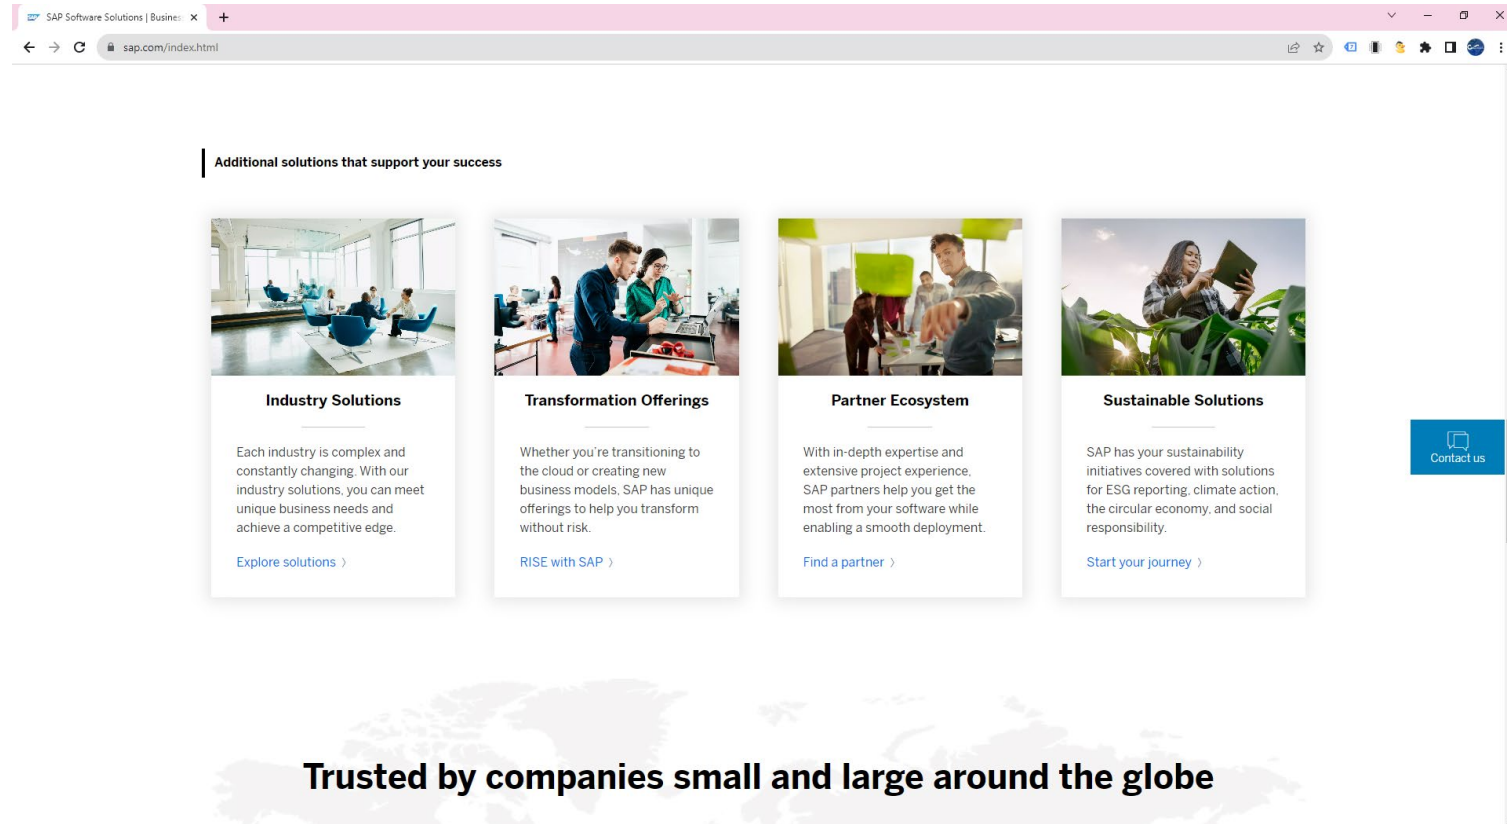 SAP Software Solutions | Busines
sap.com/index.html
Additional solutions that support your success
Industry Solutions
Each industry is complex and
constantly changing. With our
industry solutions, you can meet
unique business needs and
achieve a competitive edge.
Explore solutions
Transformation Offerings
Whether you're transitioning to
the cloud or creating new
business models, SAP has unique
offerings to help you transform
without risk.
RISE with SAP
Partner Ecosystem
With in-depth expertise and
extensive project experience,
SAP partners help you get the
most from your software while
enabling a smooth deployment.
Find a partner
Sustainable Solutions
SAP has your sustainability
initiatives covered with solutions
for ESG reporting, climate action,
the circular economy, and social
responsibility.
Start your journey
Contact us
Trusted by companies small and large around the globe